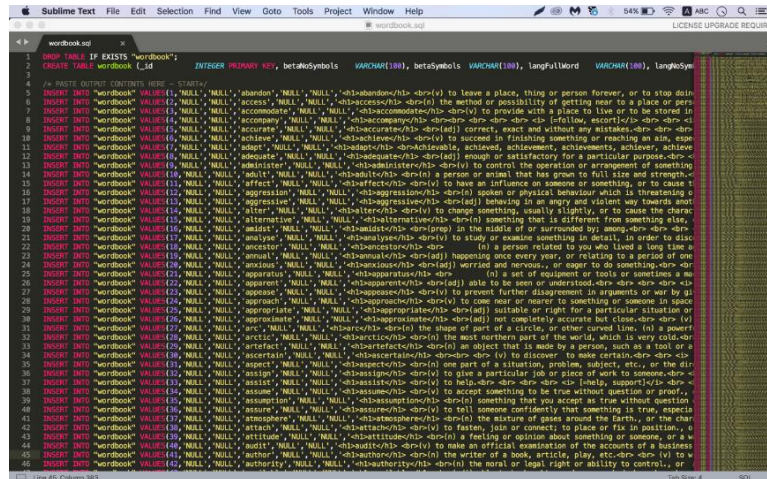 Sublime Text File Edit Selection Find View Goto Tools Project Window Help 54% ABC
wordbook.sql
LICENSE UPGRADE REQUIR
wordbook.sql ×
1 DROP TABLE IF EXISTS "wordbook";
2 CREATE TABLE wordbook (_id INTEGER PRIMARY KEY, betaNoSymbols VARCHAR(100), betaSymbols VARCHAR(100), langFullWord VARCHAR(100), langNoSym
3
4 /* PASTE OUTPUT CONTENTS HERE - START*/
5 INSERT INTO "wordbook" VALUES(1,'NULL','NULL','abandon','NULL','NULL','<h1>abandon</h1> <br>(v) to leave a place, thing or person forever, or to stop doin
6 INSERT INTO "wordbook" VALUES(2,'NULL','NULL','access','NULL','NULL','<h1>access</h1> <br>(n) the method or possibility of getting near to a place or pers
7 INSERT INTO "wordbook" VALUES(3,'NULL','NULL','accommodate','NULL','NULL','<h1>accommodate</h1> <br>(v) to provide with a place to live or to be stored in
8 INSERT INTO "wordbook" VALUES(4,'NULL','NULL','accompany','NULL','NULL','<h1>accompany</h1> <br> <br> <br> <br> <br> <i> [=follow, escort]</i> <br> <br> <i
9 INSERT INTO "wordbook" VALUES(5,'NULL','NULL','accurate','NULL','NULL','<h1>accurate</h1> <br>(adj) correct, exact and without any mistakes.<br> <br> <br>
10 INSERT INTO "wordbook" VALUES(6,'NULL','NULL','achieve','NULL','NULL','<h1>achieve</h1> <br>(v) to succeed in finishing something or reaching an aim, espe
11 INSERT INTO "wordbook" VALUES(7,'NULL','NULL','adapt','NULL','NULL','<h1>adapt</h1> <br>Achievable, achieved, achievement, achievements, achiever, achieve
12 INSERT INTO "wordbook" VALUES(8,'NULL','NULL','adequate','NULL','NULL','<h1>adequate</h1> <br>(adj) enough or satisfactory for a particular purpose.<br> <
13 INSERT INTO "wordbook" VALUES(9,'NULL','NULL','administer','NULL','NULL','<h1>administer</h1> <br>(v) to control the operation or arrangement of something
14 INSERT INTO "wordbook" VALUES(10,'NULL','NULL','adult','NULL','NULL','<h1>adult</h1> <br>(n) a person or animal that has grown to full size and strength.<
15 INSERT INTO "wordbook" VALUES(11,'NULL','NULL','affect','NULL','NULL','<h1>affect</h1> <br>(v) to have an influence on someone or something, or to cause t
16 INSERT INTO "wordbook" VALUES(12,'NULL','NULL','aggression','NULL','NULL','<h1>aggression</h1> <br>(n) spoken or physical behaviour which is threatening o
17 INSERT INTO "wordbook" VALUES(13,'NULL','NULL','aggressive','NULL','NULL','<h1>aggressive</h1> <br>(adj) behaving in an angry and violent way towards anot
18 INSERT INTO "wordbook" VALUES(14,'NULL','NULL','alter','NULL','NULL','<h1>alter</h1> <br>(v) to change something, usually slightly, or to cause the charac
19 INSERT INTO "wordbook" VALUES(15,'NULL','NULL','alternative','NULL','NULL','<h1>alternative</h1> <br>(n) something that is different from something else,
20 INSERT INTO "wordbook" VALUES(16,'NULL','NULL','amidst','NULL','NULL','<h1>amidst</h1> <br>(prep) in the middle of or surrounded by; among.<br> <br> <br>
21 INSERT INTO "wordbook" VALUES(17,'NULL','NULL','analyse','NULL','NULL','<h1>analyse</h1> <br>(v) to study or examine something in detail, in order to disc
22 INSERT INTO "wordbook" VALUES(18,'NULL','NULL','ancestor','NULL','NULL','<h1>ancestor</h1> <br> (n) a person related to you who lived a long time a
23 INSERT INTO "wordbook" VALUES(19,'NULL','NULL','annual','NULL','NULL','<h1>annual</h1> <br>(adj) happening once every year, or relating to a period of one
24 INSERT INTO "wordbook" VALUES(20,'NULL','NULL','anxious','NULL','NULL','<h1>anxious</h1> <br>(adj) worried and nervous., or eager to do something.<br> <br
25 INSERT INTO "wordbook" VALUES(21,'NULL','NULL','apparatus','NULL','NULL','<h1>apparatus</h1> <br> (n) a set of equipment or tools or sometimes a ma
26 INSERT INTO "wordbook" VALUES(22,'NULL','NULL','apparent','NULL','NULL','<h1>apparent</h1> <br>(adj) able to be seen or understood.<br> <br> <br> <br> <i>
27 INSERT INTO "wordbook" VALUES(23,'NULL','NULL','appease','NULL','NULL','<h1>appease</h1> <br>(v) to prevent further disagreement in arguments or war by gi
28 INSERT INTO "wordbook" VALUES(24,'NULL','NULL','approach','NULL','NULL','<h1>approach</h1> <br>(v) to come near or nearer to something or someone in space
29 INSERT INTO "wordbook" VALUES(25,'NULL','NULL','appropriate','NULL','NULL','<h1>appropriate</h1> <br>(adj) suitable or right for a particular situation or
30 INSERT INTO "wordbook" VALUES(26,'NULL','NULL','approximate','NULL','NULL','<h1>approximate</h1> <br>(adj) not completely accurate but close.<br> <br> (v)
31 INSERT INTO "wordbook" VALUES(27,'NULL','NULL','arc','NULL','NULL','<h1>arc</h1> <br>(n) the shape of part of a circle, or other curved line. (n) a powerf
32 INSERT INTO "wordbook" VALUES(28,'NULL','NULL','arctic','NULL','NULL','<h1>arctic</h1> <br>(n) the most northern part of the world, which is very cold.<br
33 INSERT INTO "wordbook" VALUES(29,'NULL','NULL','artefact','NULL','NULL','<h1>artefact</h1> <br>(n) an object that is made by a person, such as a tool or a
34 INSERT INTO "wordbook" VALUES(30,'NULL','NULL','ascertain','NULL','NULL','<h1>ascertain</h1> <br> <br> (v) to discover to make certain.<br> <br> <i>
35 INSERT INTO "wordbook" VALUES(31,'NULL','NULL','aspect','NULL','NULL','<h1>aspect</h1> <br>(n) one part of a situation, problem, subject, etc., or the dir
36 INSERT INTO "wordbook" VALUES(32,'NULL','NULL','assign','NULL','NULL','<h1>assign</h1> <br>(v) to give a particular job or piece of work to someone.<br> <
37 INSERT INTO "wordbook" VALUES(33,'NULL','NULL','assist','NULL','NULL','<h1>assist</h1> <br>(v) to help.<br> <br> <br> <br> <i> [=help, support]</i> <br> <
38 INSERT INTO "wordbook" VALUES(34,'NULL','NULL','assume','NULL','NULL','<h1>assume</h1> <br>(v) to accept something to be true without question or proof.,
39 INSERT INTO "wordbook" VALUES(35,'NULL','NULL','assumption','NULL','NULL','<h1>assumption</h1> <br>(n) something that you accept as true without question
40 INSERT INTO "wordbook" VALUES(36,'NULL','NULL','assure','NULL','NULL','<h1>assure</h1> <br>(v) to tell someone confidently that something is true, especia
41 INSERT INTO "wordbook" VALUES(37,'NULL','NULL','atmosphere','NULL','NULL','<h1>atmosphere</h1> <br>(n) the mixture of gases around the Earth., or the char
42 INSERT INTO "wordbook" VALUES(38,'NULL','NULL','attach','NULL','NULL','<h1>attach</h1> <br>(v) to fasten, join or connect; to place or fix in position., o
43 INSERT INTO "wordbook" VALUES(39,'NULL','NULL','attitude','NULL','NULL','<h1>attitude</h1> <br>(n) a feeling or opinion about something or someone, or a w
44 INSERT INTO "wordbook" VALUES(40,'NULL','NULL','audit','NULL','NULL','<h1>audit</h1> <br>(v) to make an official examination of the accounts of a business
45 INSERT INTO "wordbook" VALUES(41,'NULL','NULL','author','NULL','NULL','<h1>author</h1> <br>(n) the writer of a book, article, play, etc.<br> <br> (v) to w
46 INSERT INTO "wordbook" VALUES(42,'NULL','NULL','authority','NULL','NULL','<h1>authority</h1> <br>(n) the moral or legal right or ability to control., or
Line 45, Column 383 Tab Size: 4 SQL